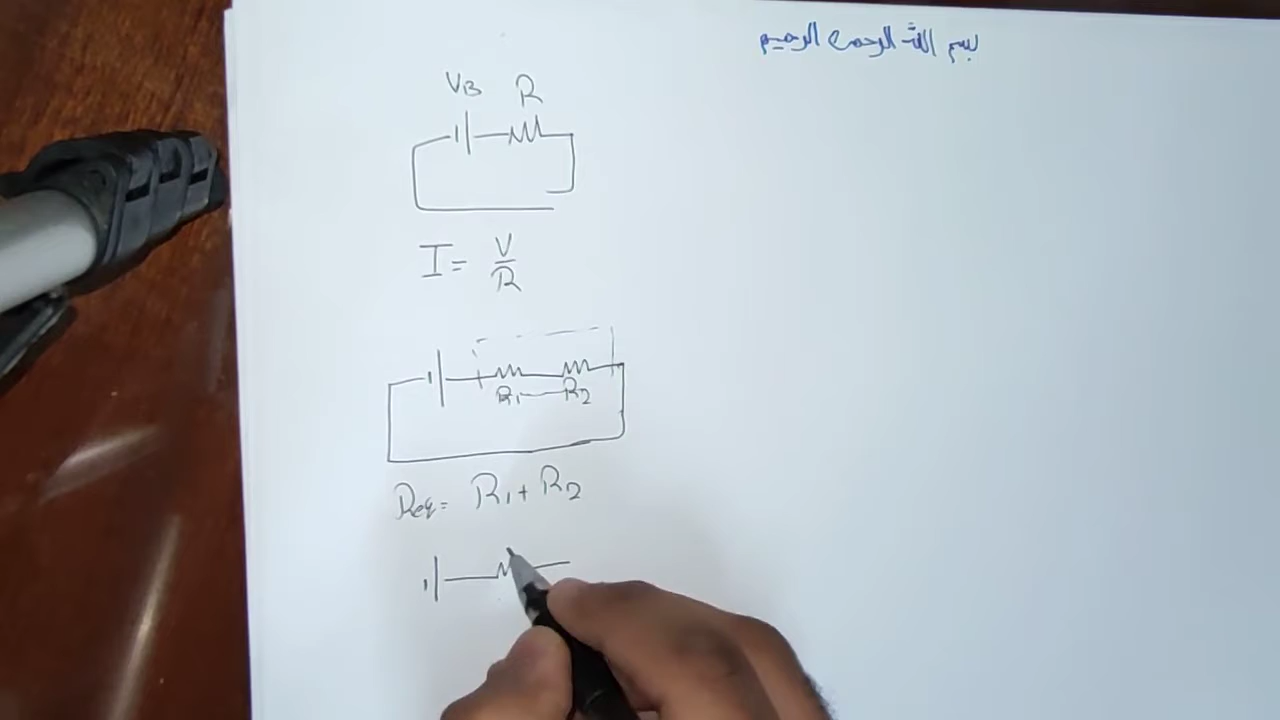 بسم الله الرحمن الرحيم
VB R
I = V/R
R1 R2
Req = R1 + R2